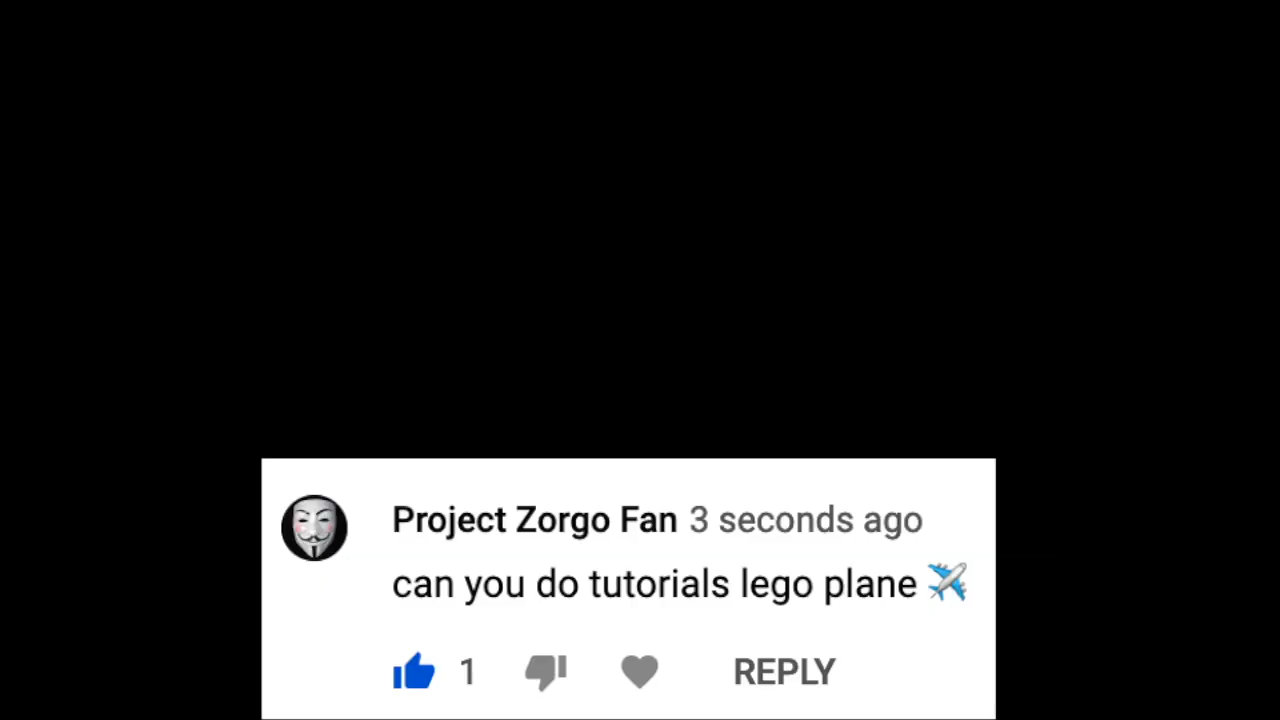 Project Zorgo Fan 3 seconds ago
can you do tutorials lego plane ✈️
1 REPLY